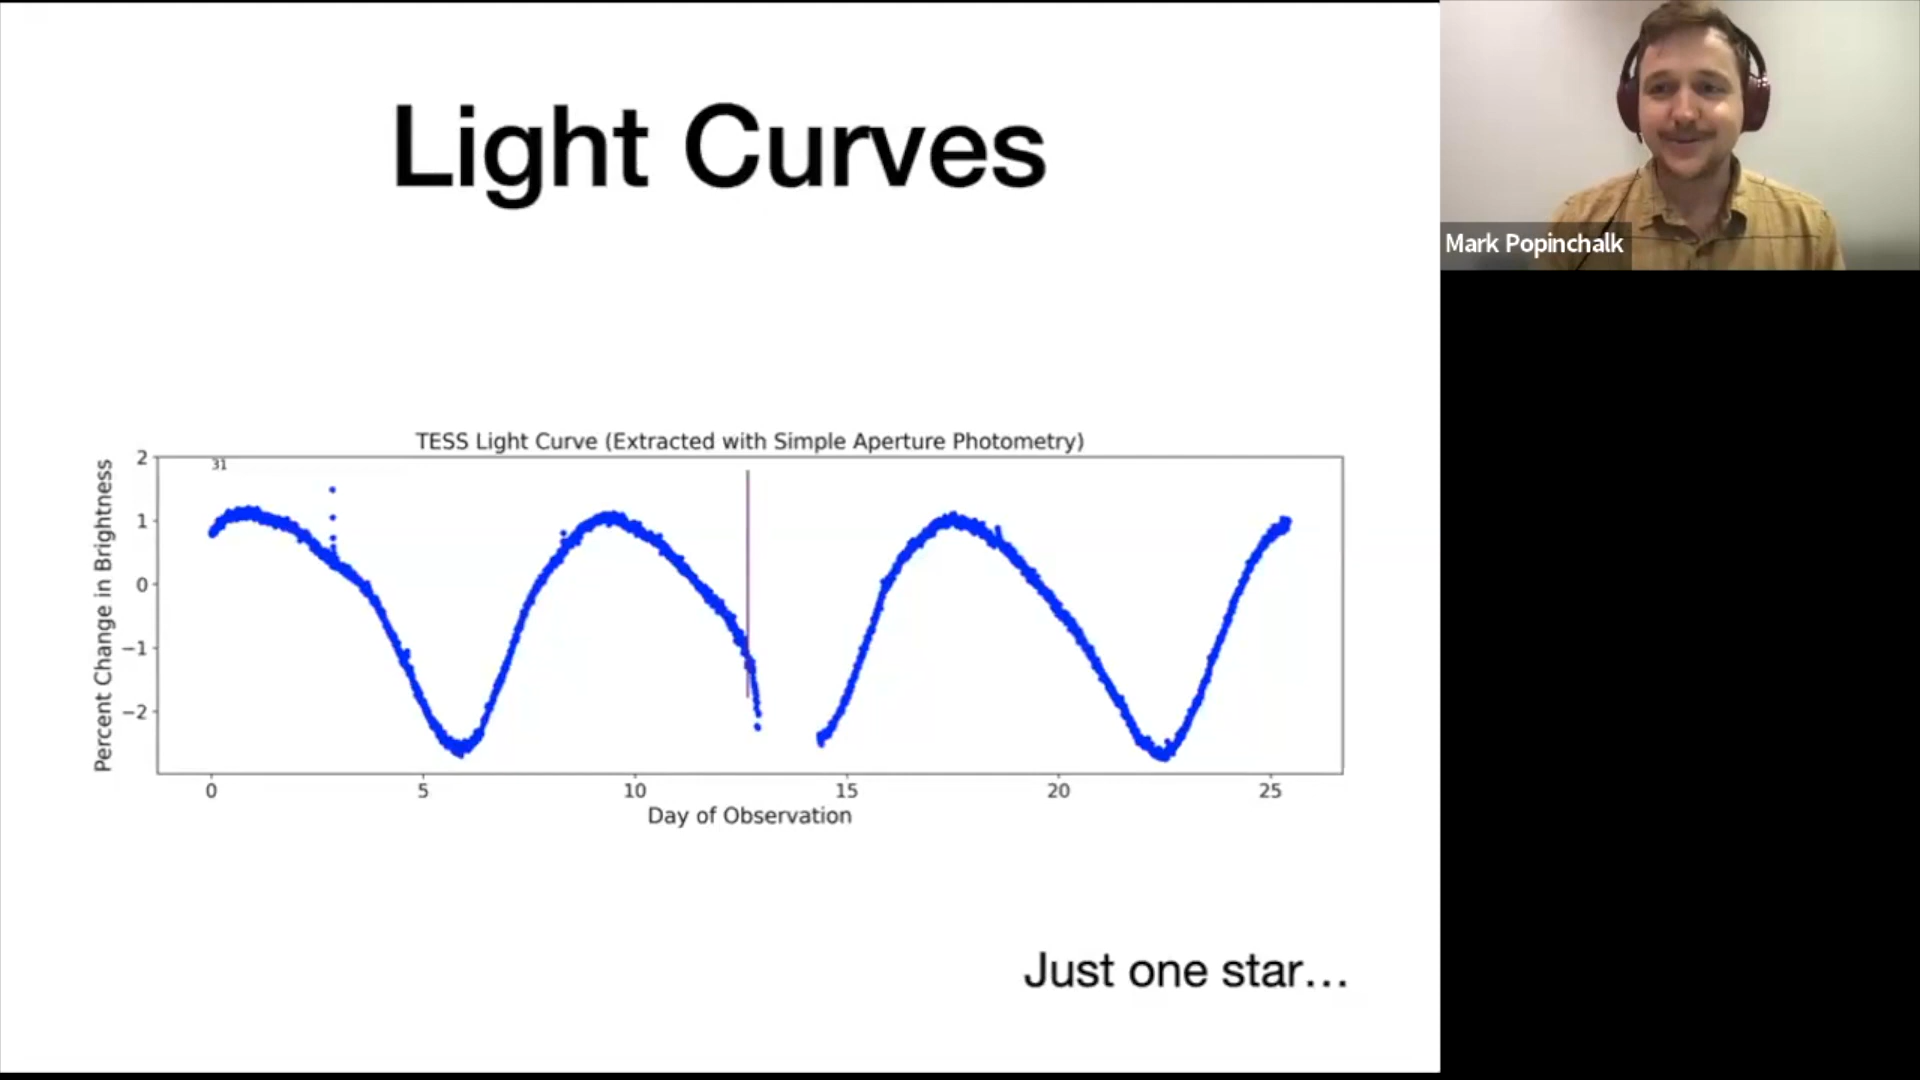 Light Curves
Mark Popinchalk
TESS Light Curve (Extracted with Simple Aperture Photometry)
31
Percent Change in Brightness
2
1
0
−1
−2
0 5 10 15 20 25
Day of Observation
Just one star...